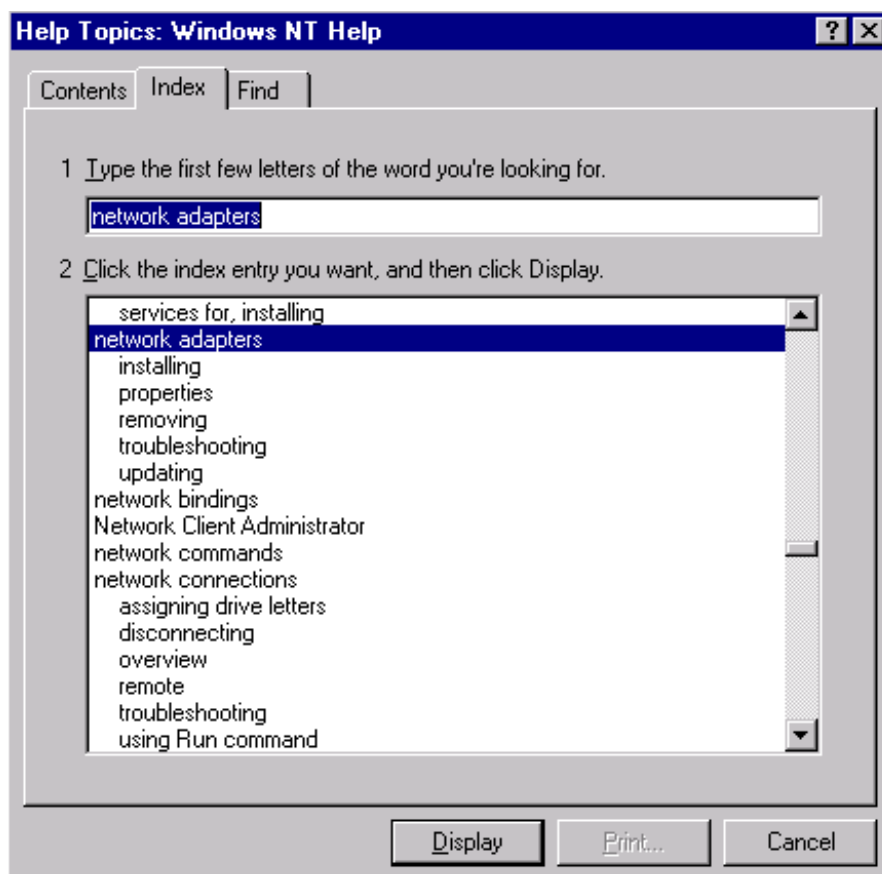 Help Topics: Windows NT Help
Contents Index Find
1 Type the first few letters of the word you're looking for.
network adapters
2 Click the index entry you want, and then click Display.
services for, installing
network adapters
installing
properties
removing
troubleshooting
updating
network bindings
Network Client Administrator
network commands
network connections
assigning drive letters
disconnecting
overview
remote
troubleshooting
using Run command
Display Print... Cancel